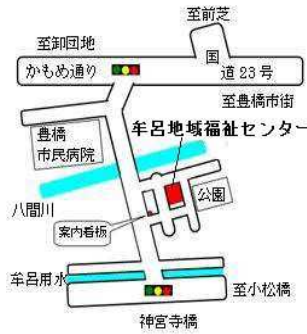 至前芝
至卸団地
国
道23号
かもめ通り
至豊橋市街
豊橋
市民病院
牟呂地域福祉センター
公園
八間川
案内看板
牟呂用水
至小松橋
神宮寺橋